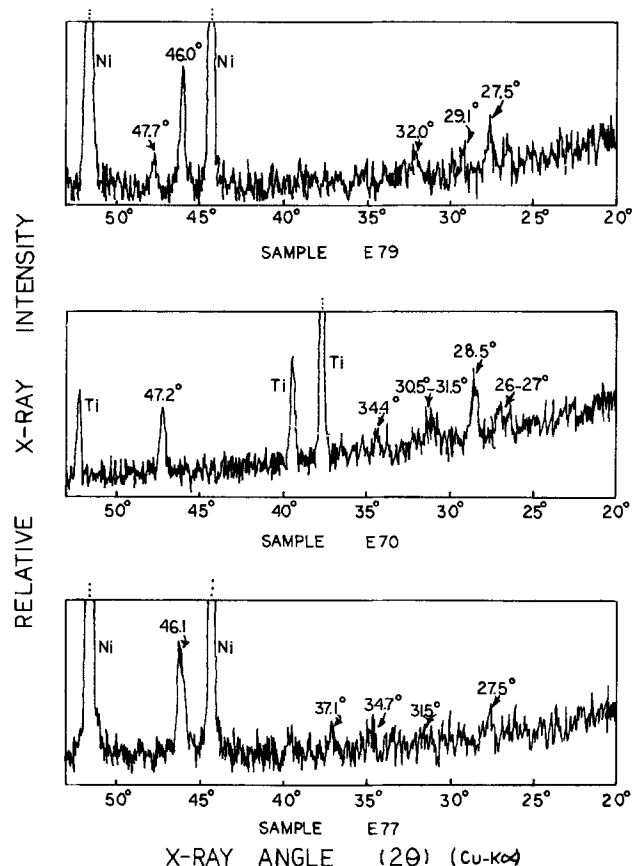 Ni
46.0°
Ni
47.7°
32.0°
29.1°
27.5°
50° 45° 40° 35° 30° 25° 20°
SAMPLE E79
Ti
47.2°
Ti
Ti
34.4°
30.5°-31.5°
28.5°
26-27°
50° 45° 40° 35° 30° 25° 20°
SAMPLE E70
Ni
46.1
Ni
37.1°
34.7°
31.5°
27.5°
50° 45° 40° 35° 30° 25° 20°
SAMPLE E77
X-RAY ANGLE (2θ) (Cu-Kα)
RELATIVE X-RAY INTENSITY